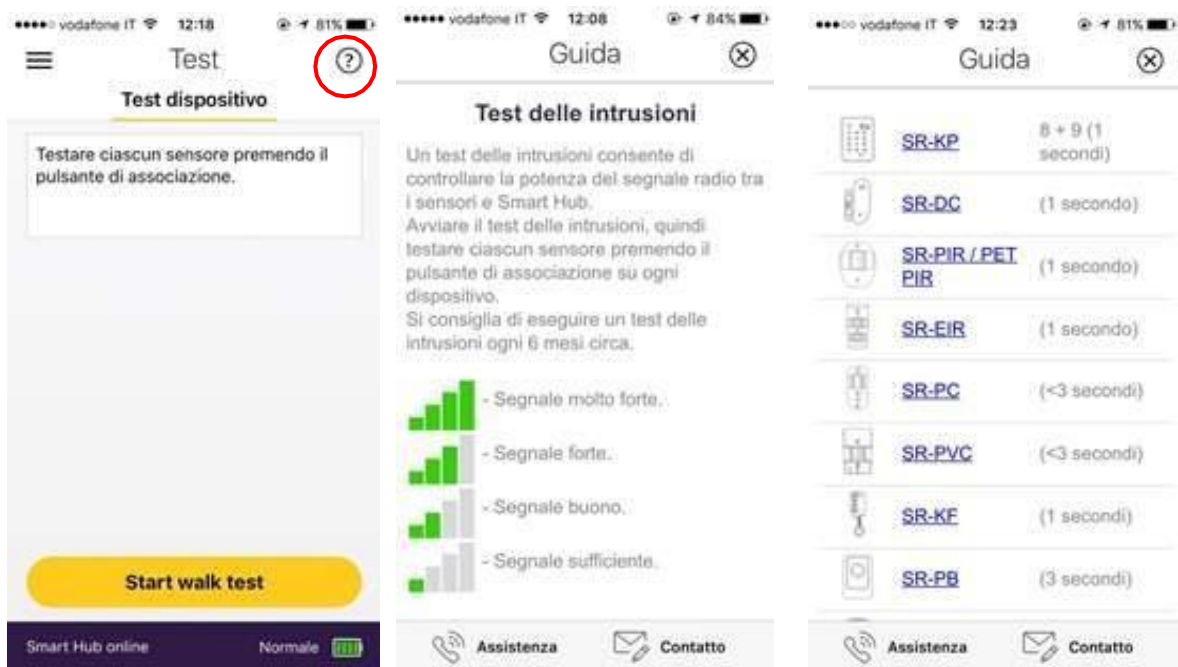 vodafone IT 12:18 81%
Test
?
Test dispositivo
Testare ciascun sensore premendo il
pulsante di associazione.
Start walk test
Smart Hub online Normale
vodafone IT 12:08 84%
Guida
Test delle intrusioni
Un test delle intrusioni consente di
controllare la potenza del segnale radio tra
i sensori e Smart Hub.
Avviare il test delle intrusioni, quindi
testare ciascun sensore premendo il
pulsante di associazione su ogni
dispositivo.
Si consiglia di eseguire un test delle
intrusioni ogni 6 mesi circa.
- Segnale molto forte.
- Segnale forte.
- Segnale buono.
- Segnale sufficiente.
Assistenza Contatto
vodafone IT 12:23 81%
Guida
SR-KP 8 + 9 (1
secondi)
SR-DC (1 secondo)
SR-PIR / PET
PIR (1 secondo)
SR-EIR (1 secondo)
SR-PC (<3 secondi)
SR-PVC (<3 secondi)
SR-KF (1 secondi)
SR-PB (3 secondi)
Assistenza Contatto